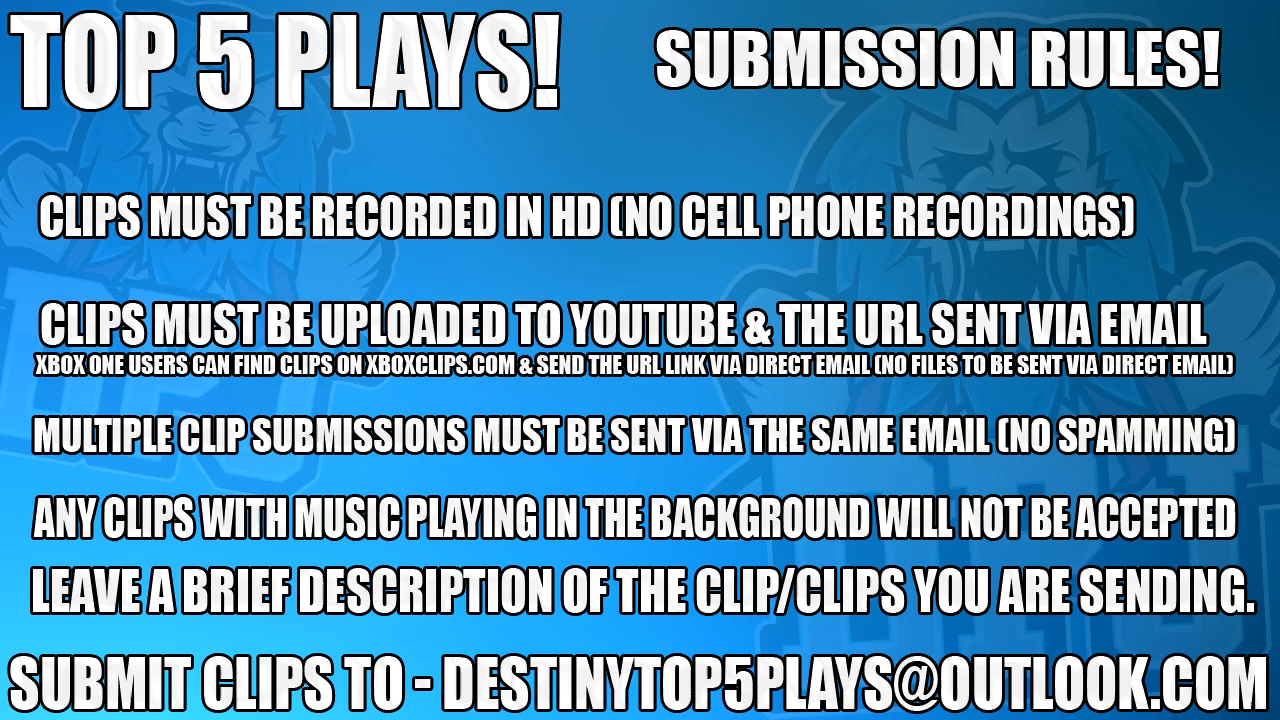 TOP 5 PLAYS!
SUBMISSION RULES!
CLIPS MUST BE RECORDED IN HD (NO CELL PHONE RECORDINGS)
CLIPS MUST BE UPLOADED TO YOUTUBE & THE URL SENT VIA EMAIL
XBOX ONE USERS CAN FIND CLIPS ON XBOXCLIPS.COM & SEND THE URL LINK VIA DIRECT EMAIL (NO FILES TO BE SENT VIA DIRECT EMAIL)
MULTIPLE CLIP SUBMISSIONS MUST BE SENT VIA THE SAME EMAIL (NO SPAMMING)
ANY CLIPS WITH MUSIC PLAYING IN THE BACKGROUND WILL NOT BE ACCEPTED
LEAVE A BRIEF DESCRIPTION OF THE CLIP/CLIPS YOU ARE SENDING.
SUBMIT CLIPS TO - DESTINYTOP5PLAYS@OUTLOOK.COM